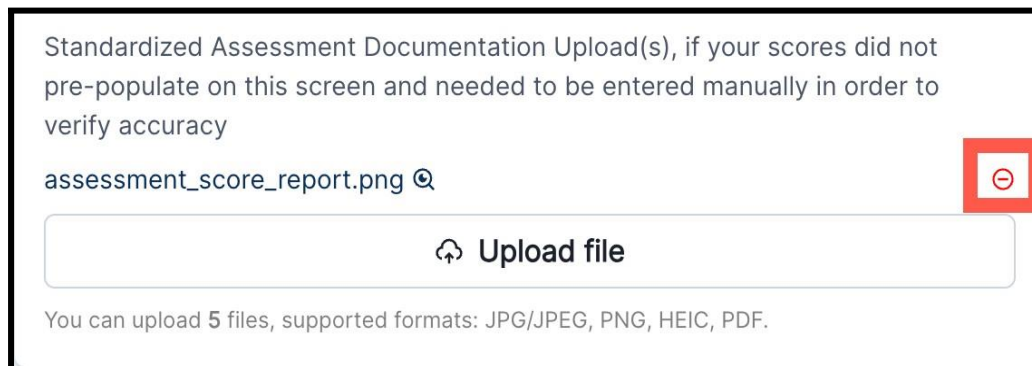 Standardized Assessment Documentation Upload(s), if your scores did not
pre-populate on this screen and needed to be entered manually in order to
verify accuracy
assessment_score_report.png
Upload file
You can upload 5 files, supported formats: JPG/JPEG, PNG, HEIC, PDF.